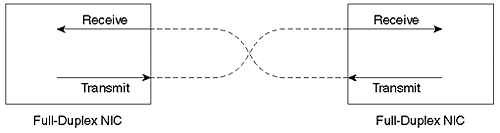 Receive
Receive
Transmit
Transmit
Full-Duplex NIC
Full-Duplex NIC